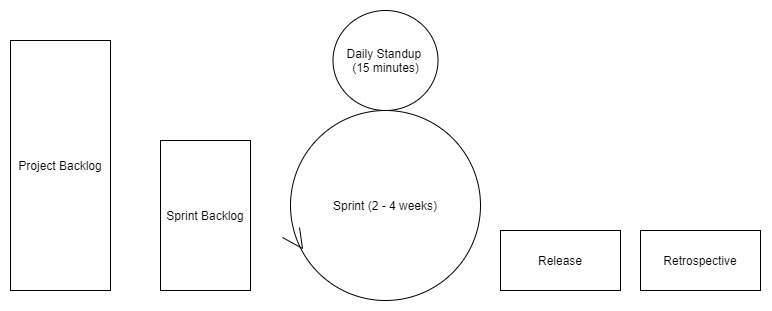 Daily Standup
(15 minutes)
Project Backlog
Sprint Backlog
Sprint (2 - 4 weeks)
Release
Retrospective